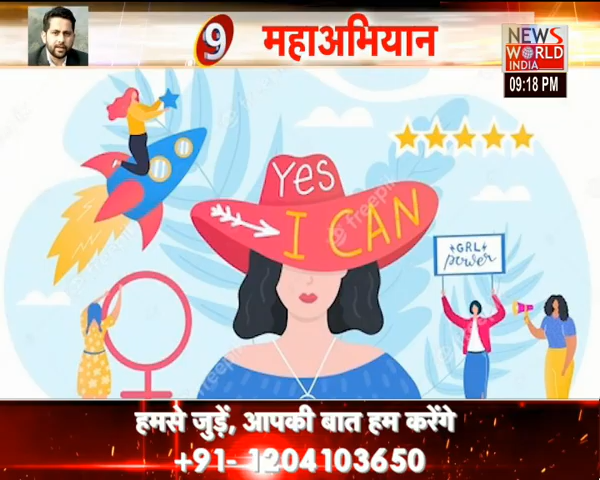 9 महाअभियान
NEWS
WORLD
INDIA
09:18 PM
Yes
I CAN
GRL
power
freepik
हमसे जुड़ें, आपकी बात हम करेंगे
+91- 1204103650